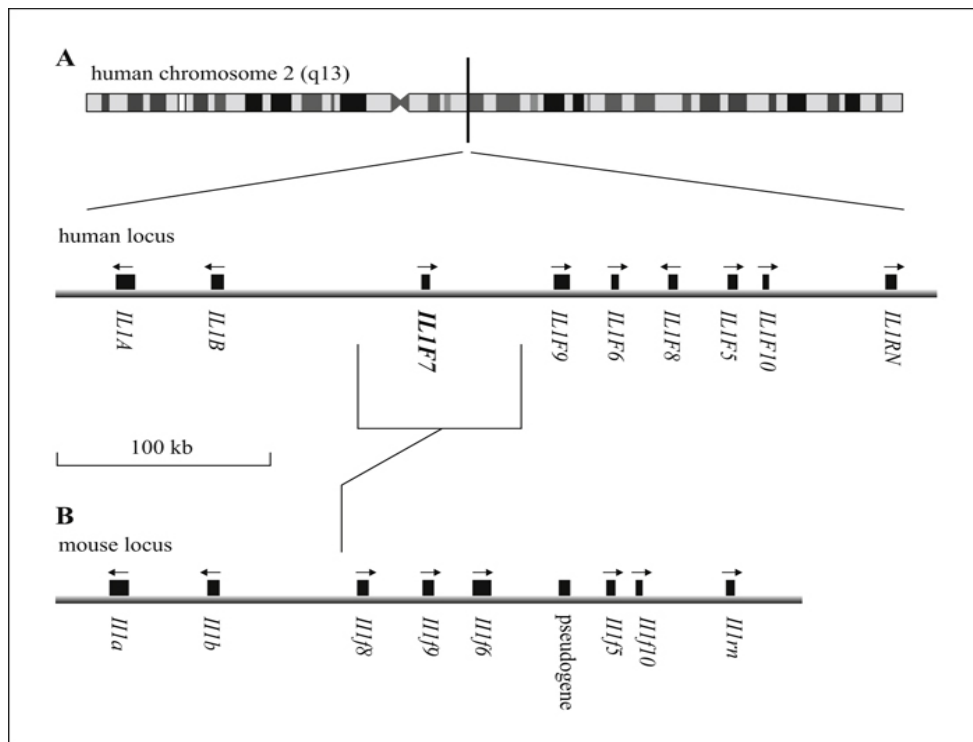 A
human chromosome 2 (q13)
human locus
IL1A
IL1B
IL1F7
IL1F9
IL1F6
IL1F8
IL1F5
IL1F10
IL1RN
100 kb
B
mouse locus
Il1a
Il1b
Il1f8
Il1f9
Il1f6
pseudogene
Il1f5
Il1f10
Il1rn